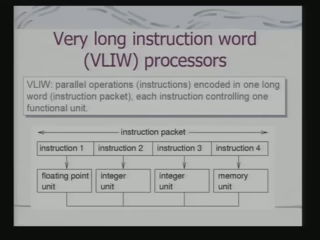 Very long instruction word
(VLIW) processors
VLIW: parallel operations (instructions) encoded in one long
word (instruction packet), each instruction controlling one
functional unit.
instruction packet
instruction 1 instruction 2 instruction 3 instruction 4
floating point integer integer memory
unit unit unit unit